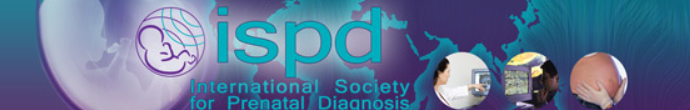 ispd
International Society
for Prenatal Diagnosis